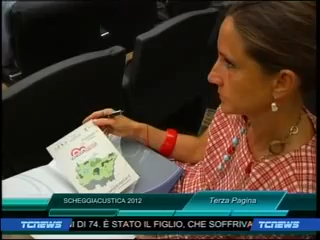 SCHEGGIACUSTICA 2012
Terza Pagina
TCNEWS
I DI 74. È STATO IL FIGLIO, CHE SOFFRIVA
TCNEWS